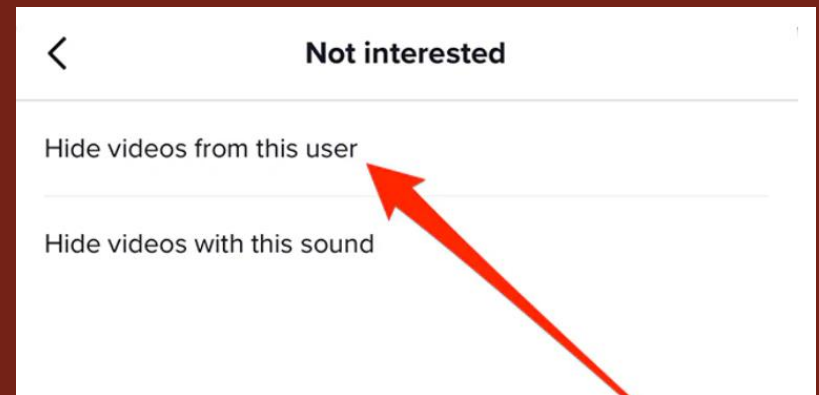 Not interested
Hide videos from this user
Hide videos with this sound